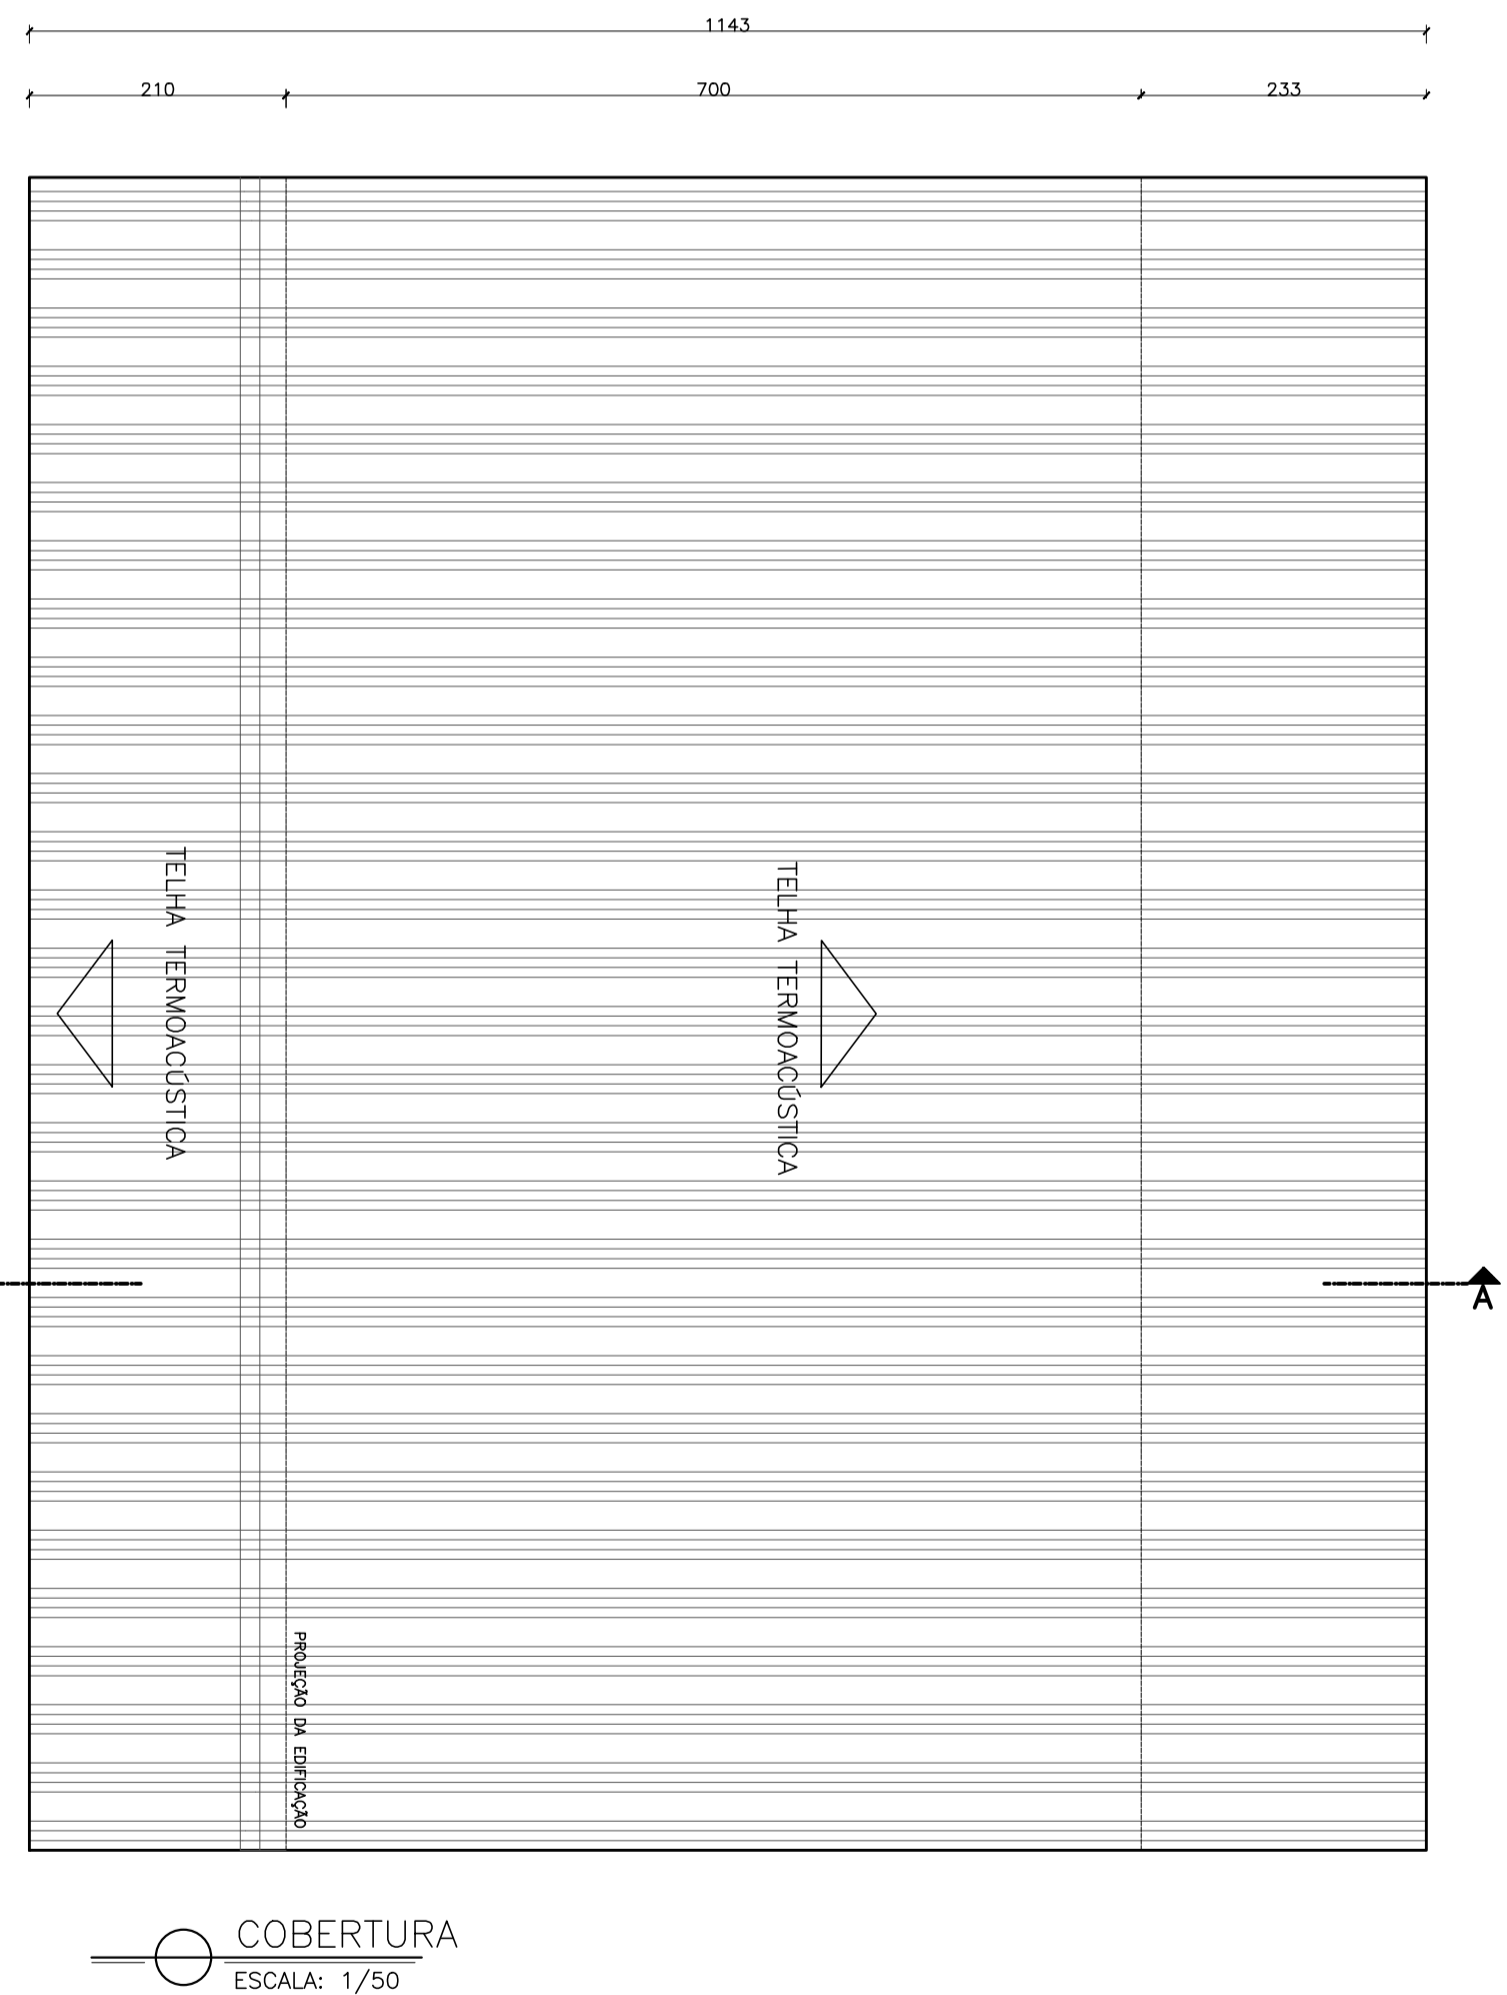 1143
210
700
233
TELHA TERMOACÚSTICA
TELHA TERMOACÚSTICA
A
PROJEÇÃO DA EDIFICAÇÃO
COBERTURA
ESCALA: 1/50